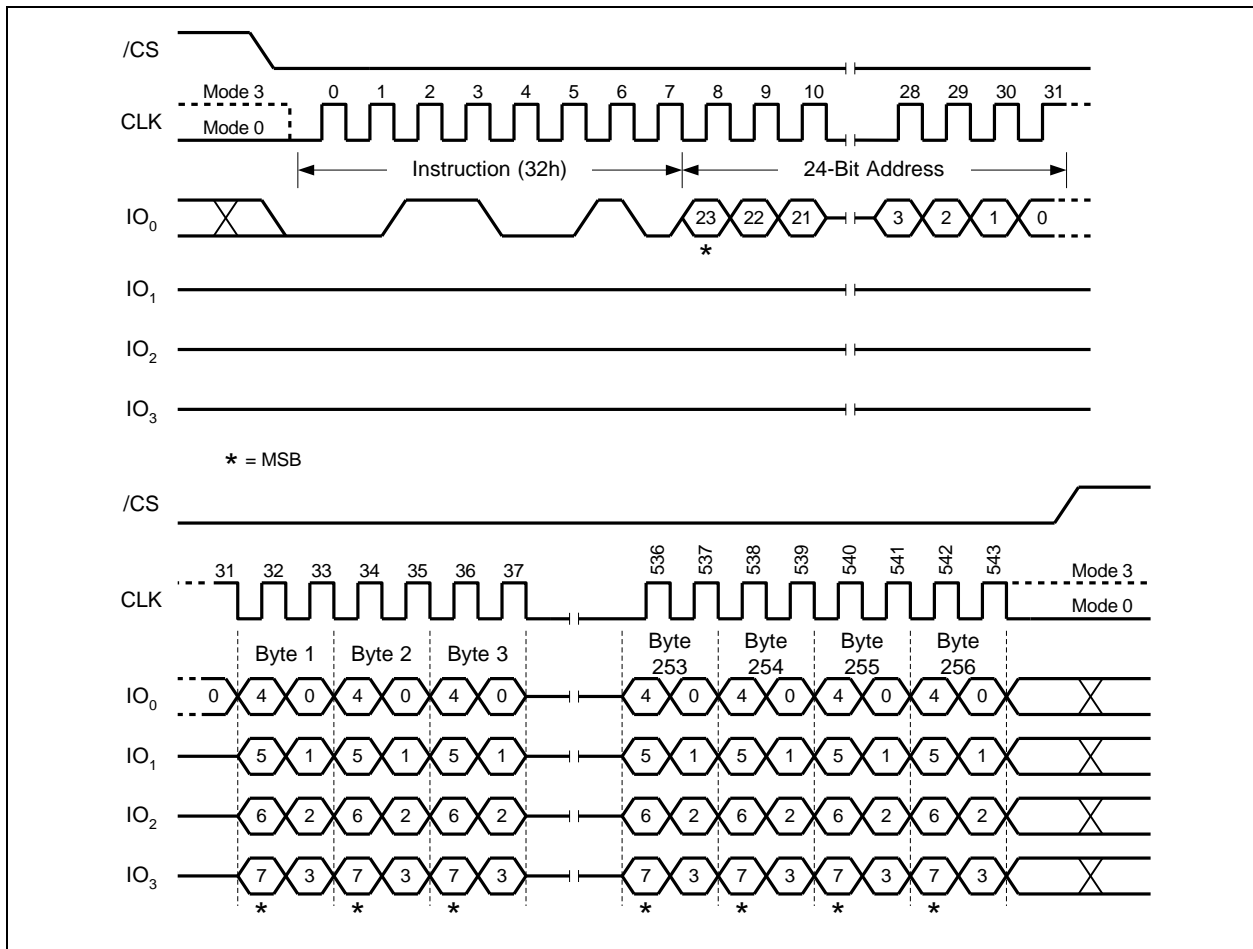 /CS
Mode 3 0 1 2 3 4 5 6 7 8 9 10 28 29 30 31
CLK
Mode 0
Instruction (32h) 24-Bit Address
IO0 23 22 21 3 2 1 0
*
IO1
IO2
IO3
* = MSB
/CS
31 32 33 34 35 36 37 536 537 538 539 540 541 542 543
Mode 3
CLK
Mode 0
Byte 1 Byte 2 Byte 3 Byte 253 Byte 254 Byte 255 Byte 256
IO0 0 4 0 4 0 4 0 4 0 4 0 4 0 4 0
IO1 5 1 5 1 5 1 5 1 5 1 5 1 5 1
IO2 6 2 6 2 6 2 6 2 6 2 6 2 6 2
IO3 7 3 7 3 7 3 7 3 7 3 7 3 7 3
* * * * * * *